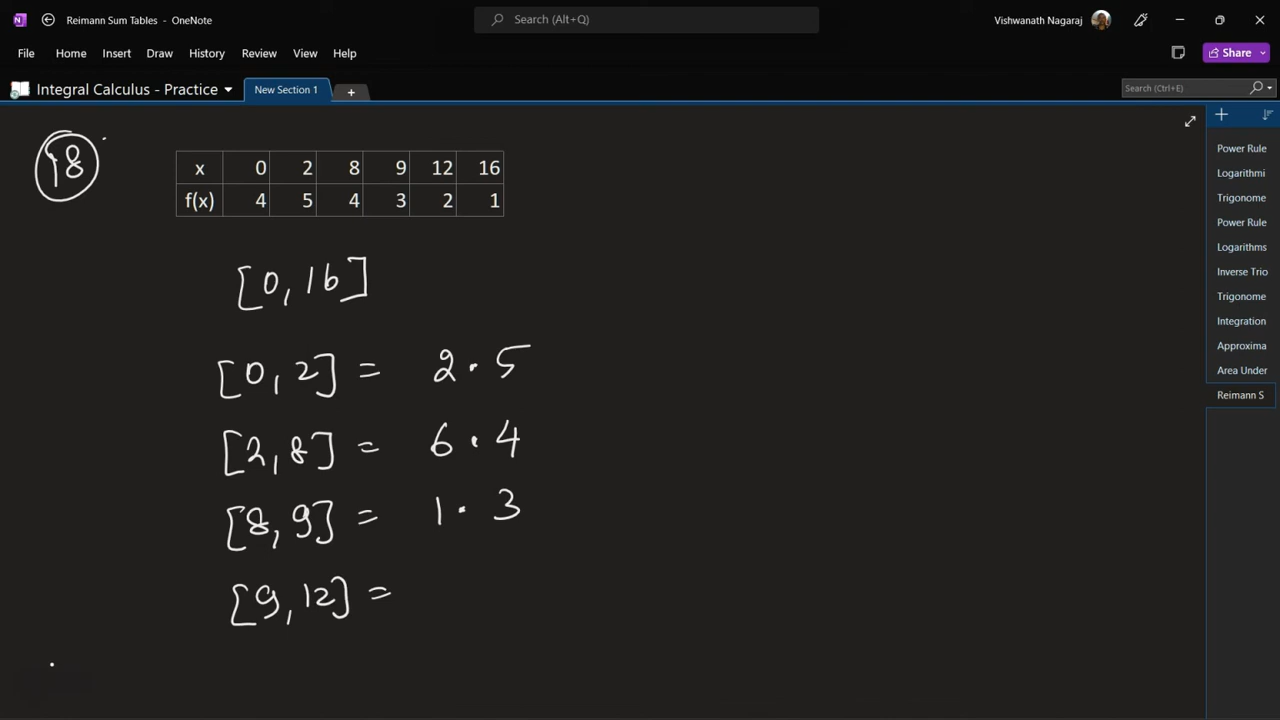 Reimann Sum Tables - OneNote
Search (Alt+Q)
Vishwanath Nagaraj
File Home Insert Draw History Review View Help
Share
Integral Calculus - Practice
New Section 1
+
Search (Ctrl+E)
18
x 0 2 8 9 12 16
f(x) 4 5 4 3 2 1
[0, 16]
[0, 2] = 2 · 5
[2, 8] = 6 · 4
[8, 9] = 1 · 3
[9, 12] =
Power Rule
Logarithmi
Trigonome
Power Rule
Logarithms
Inverse Trio
Trigonome
Integration
Approxima
Area Under
Reimann S